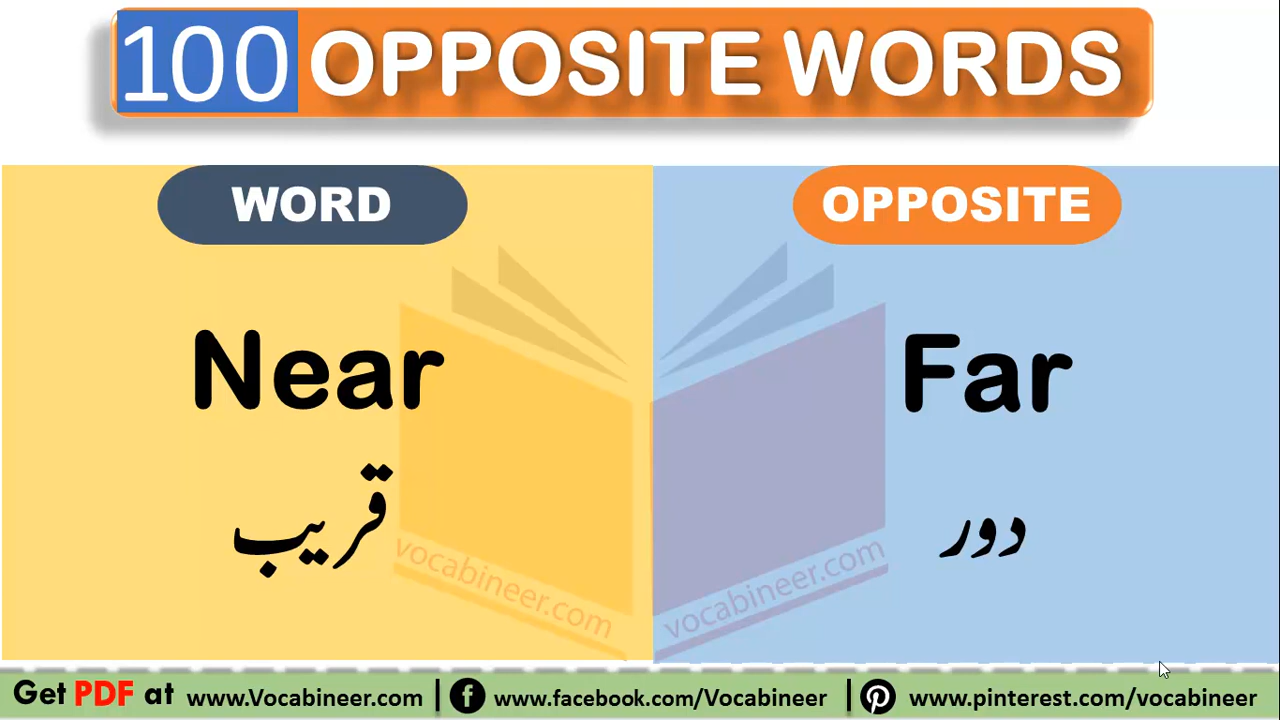 100 OPPOSITE WORDS
WORD
OPPOSITE
Near
Far
قریب
دور
vocabineer.com
vocabineer.com
Get PDF at www.Vocabineer.com | www.facebook.com/Vocabineer | www.pinterest.com/vocabineer